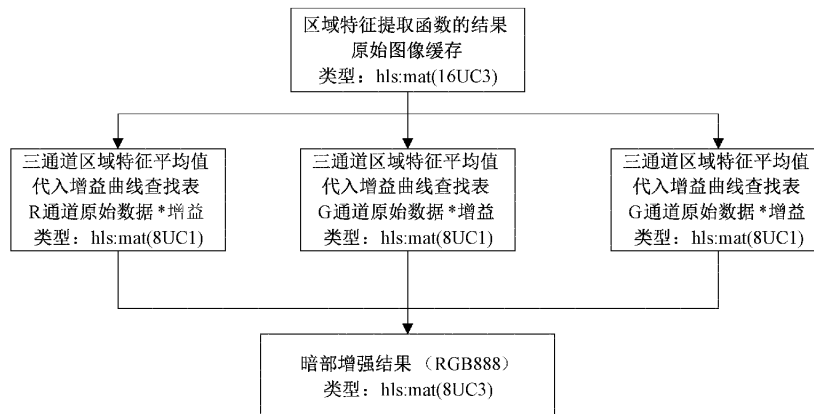 区域特征提取函数的结果
原始图像缓存
类型：hls:mat(16UC3)
三通道区域特征平均值
代入增益曲线查找表
R通道原始数据*增益
类型：hls:mat(8UC1)
三通道区域特征平均值
代入增益曲线查找表
G通道原始数据*增益
类型：hls:mat(8UC1)
三通道区域特征平均值
代入增益曲线查找表
G通道原始数据*增益
类型：hls:mat(8UC1)
暗部增强结果（RGB888）
类型：hls:mat(8UC3)